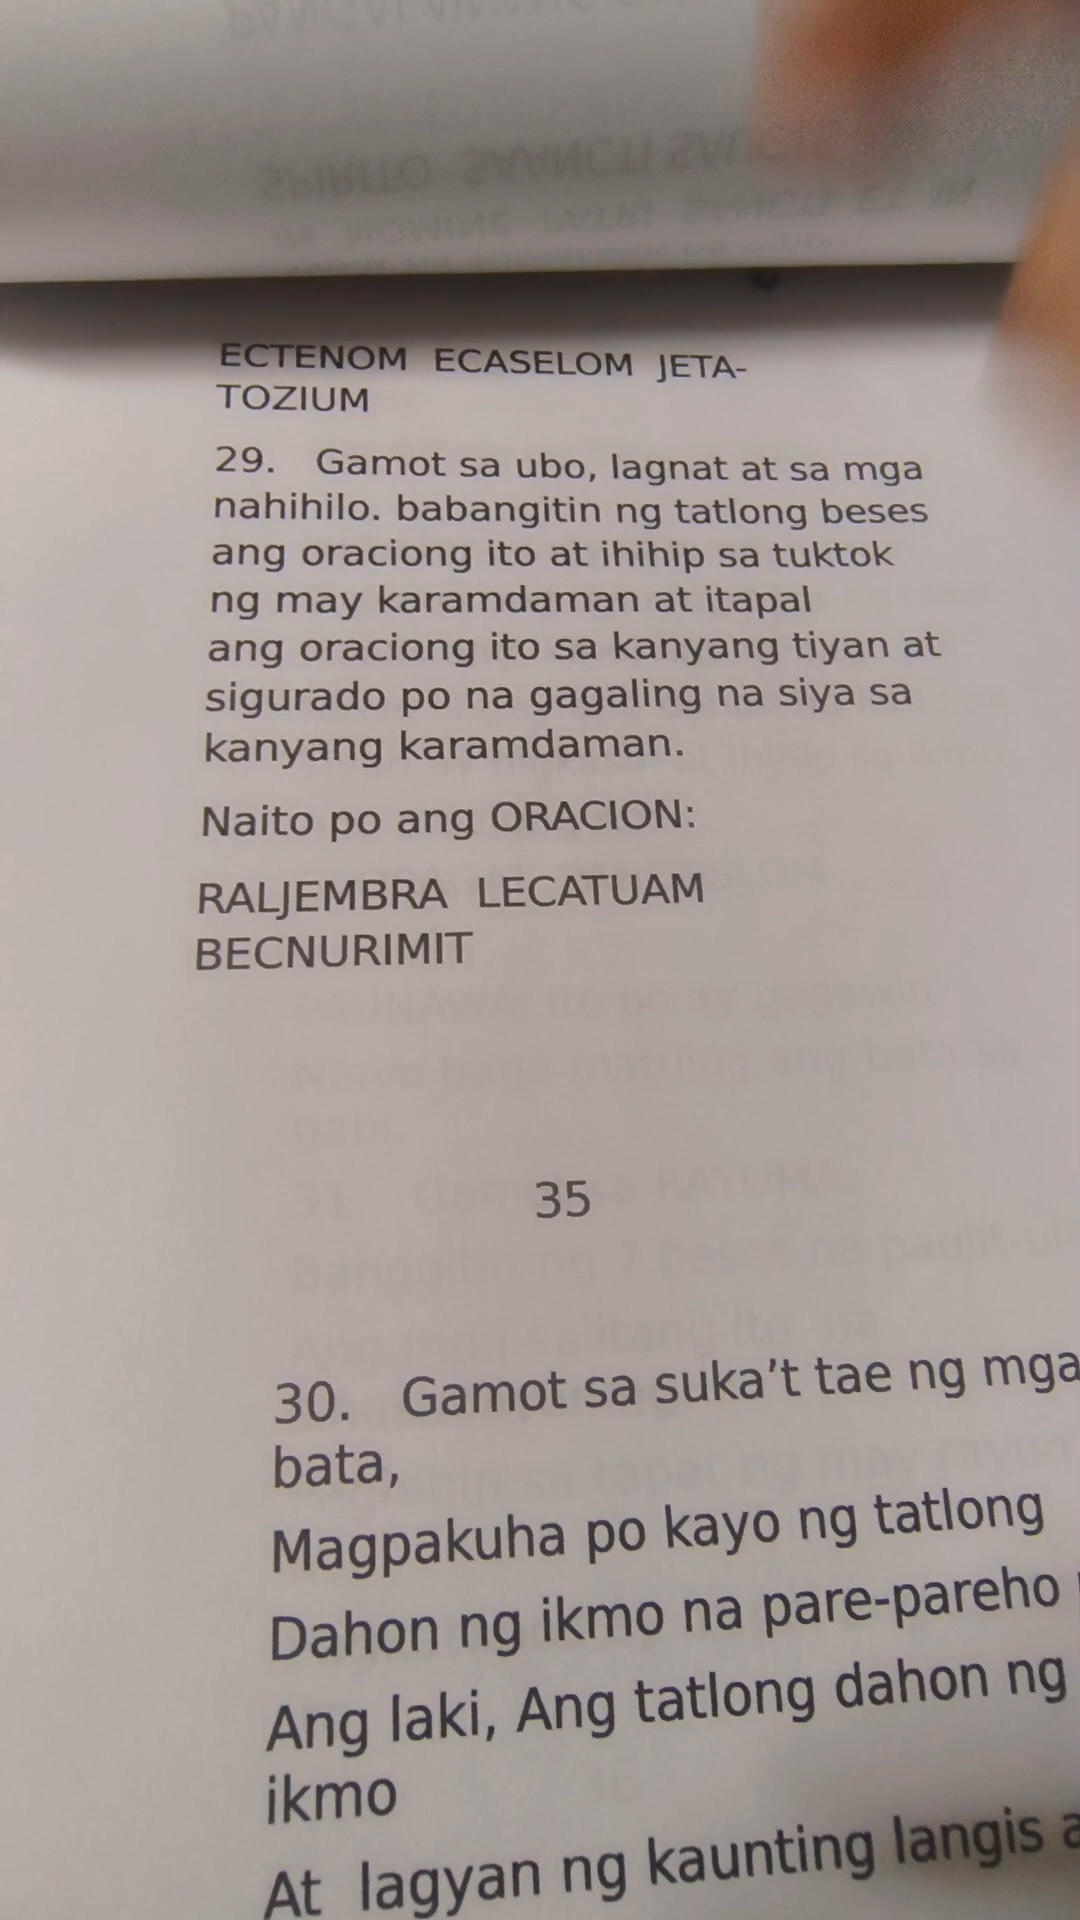 ECTENOM ECASELOM JETA-
TOZIUM
29. Gamot sa ubo, lagnat at sa mga
nahihilo. babangitin ng tatlong beses
ang oraciong ito at ihihip sa tuktok
ng may karamdaman at itapal
ang oraciong ito sa kanyang tiyan at
sigurado po na gagaling na siya sa
kanyang karamdaman.
Naito po ang ORACION:
RALJEMBRA LECATUAM
BECNURIMIT
35
30. Gamot sa suka't tae ng mga
bata,
Magpakuha po kayo ng tatlong
Dahon ng ikmo na pare-pareho
Ang laki, Ang tatlong dahon ng
ikmo
At lagyan ng kaunting langis